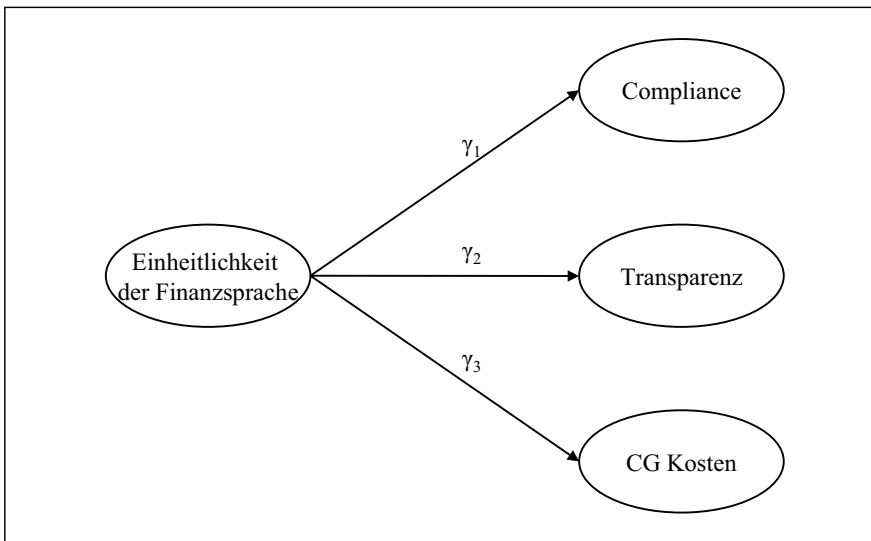 Compliance
γ1
Einheitlichkeit
der Finanzsprache
γ2
Transparenz
γ3
CG Kosten